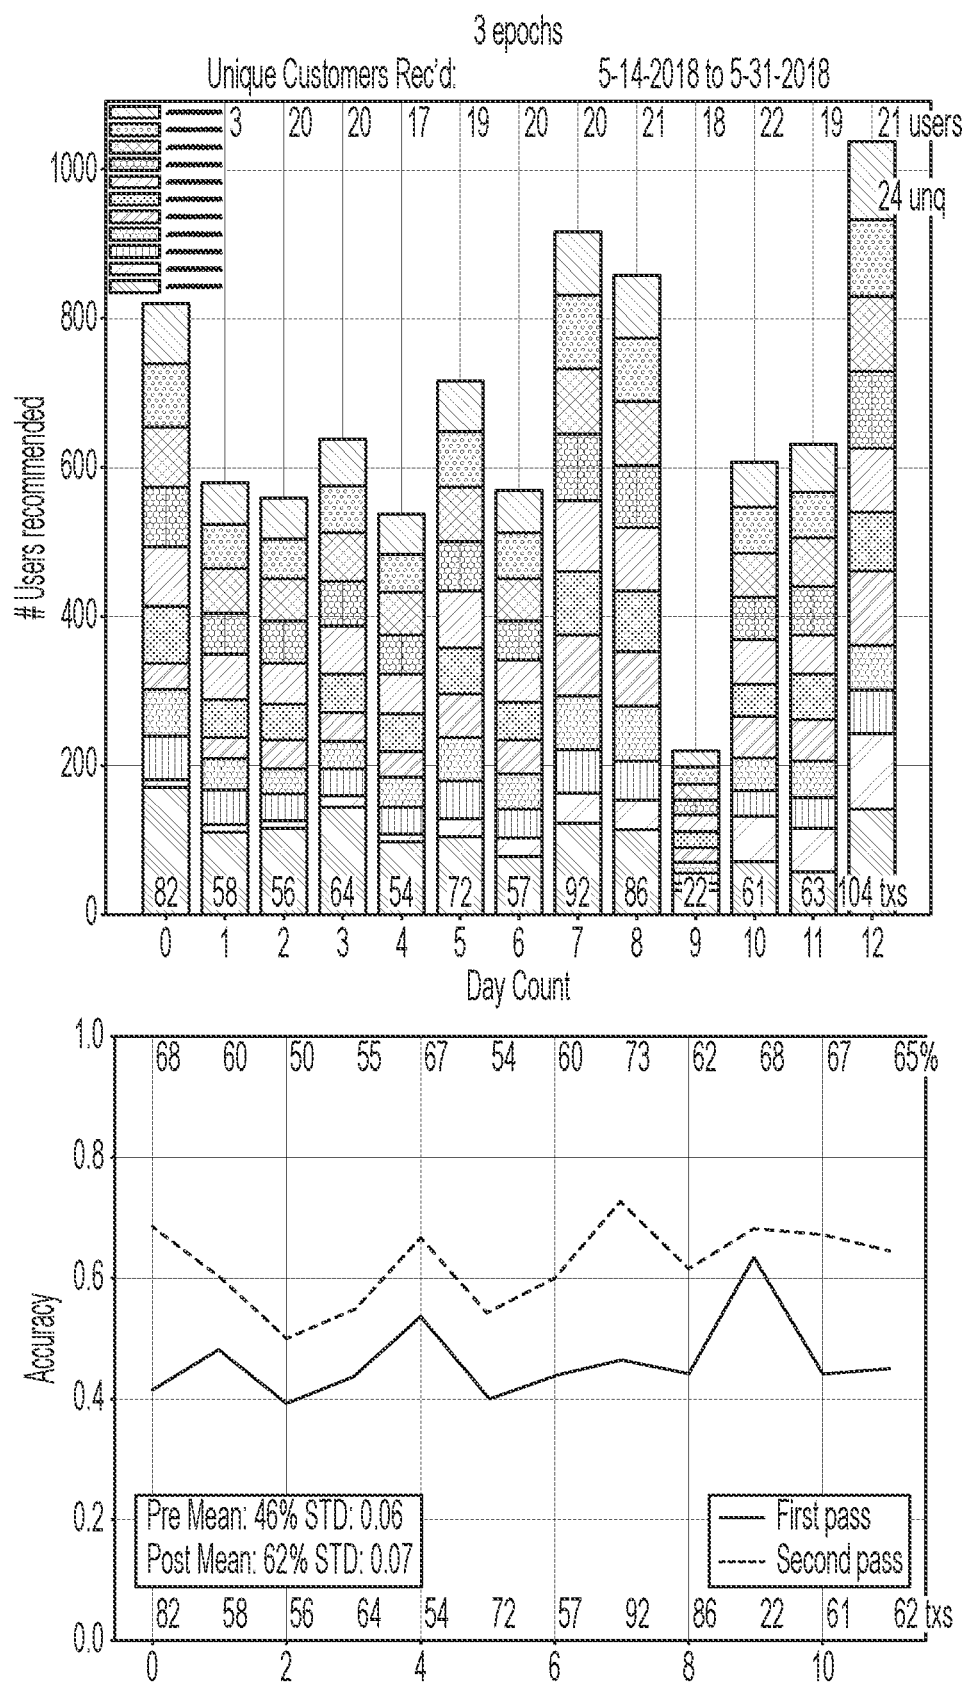 3 epochs
Unique Customers Rec'd: 5-14-2018 to 5-31-2018
3 20 20 17 19 20 20 21 18 22 19 21 users
24 unq
1000
800
600
400
200
0
# Users recommended
82 58 56 64 54 72 57 92 86 22 61 63 104 txs
0 1 2 3 4 5 6 7 8 9 10 11 12
Day Count
1.0
0.8
0.6
0.4
0.2
0.0
Accuracy
68 60 50 55 67 54 60 73 62 68 67 65%
Pre Mean: 46% STD: 0.06
Post Mean: 62% STD: 0.07
First pass
Second pass
82 58 56 64 54 72 57 92 86 22 61 62 txs
0 2 4 6 8 10